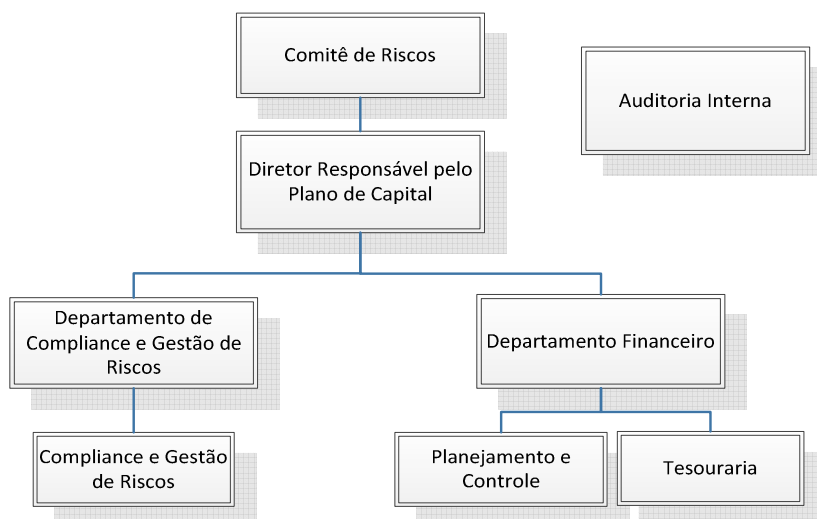 Comitê de Riscos
Auditoria Interna
Diretor Responsável pelo
Plano de Capital
Departamento de
Compliance e Gestão de
Riscos
Departamento Financeiro
Compliance e Gestão
de Riscos
Planejamento e
Controle
Tesouraria